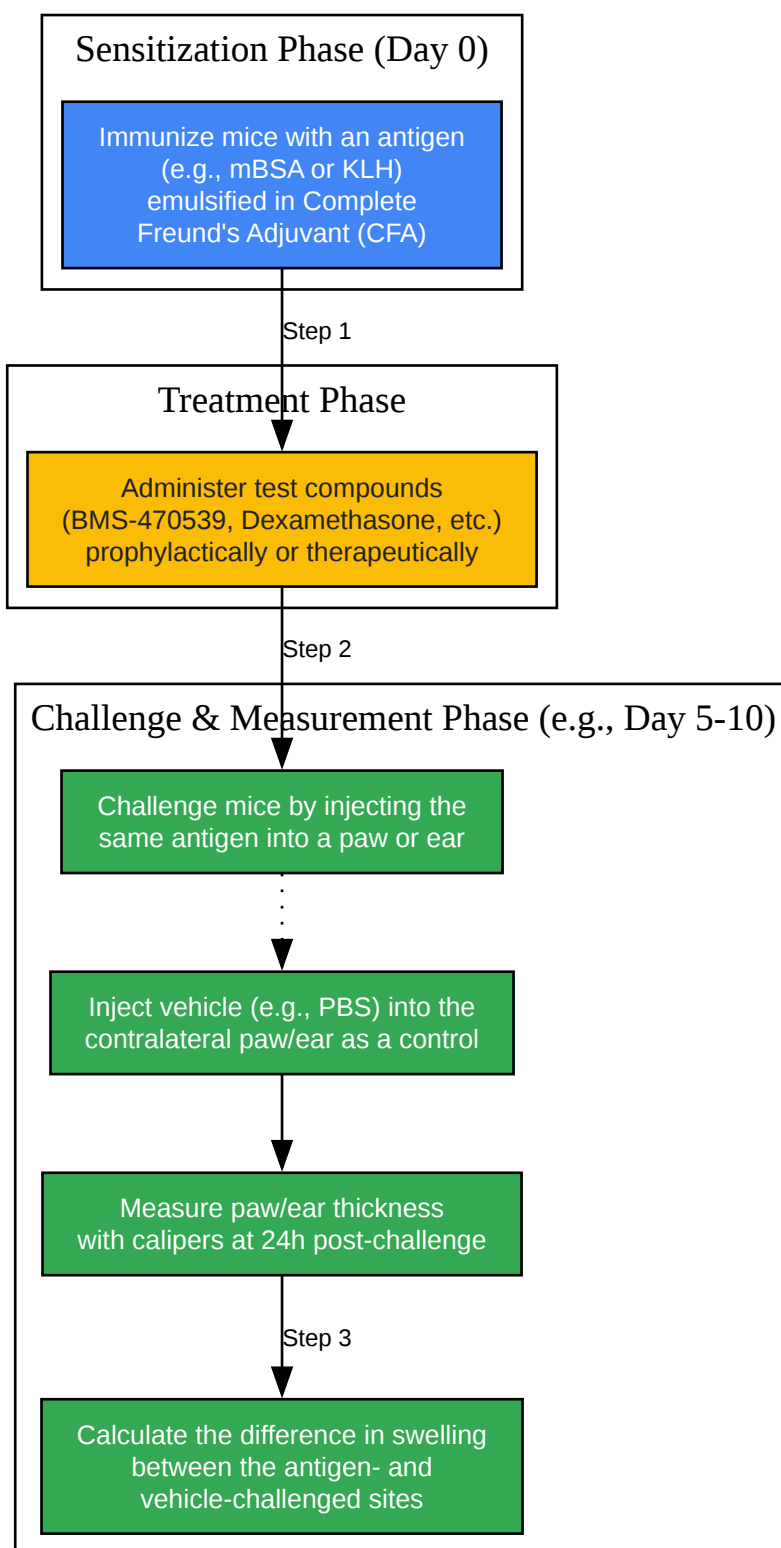 Sensitization Phase (Day 0)
Immunize mice with an antigen
(e.g., mBSA or KLH)
emulsified in Complete
Freund's Adjuvant (CFA)
Step 1
Treatment Phase
Administer test compounds
(BMS-470539, Dexamethasone, etc.)
prophylactically or therapeutically
Step 2
Challenge & Measurement Phase (e.g., Day 5-10)
Challenge mice by injecting the
same antigen into a paw or ear
Inject vehicle (e.g., PBS) into the
contralateral paw/ear as a control
Measure paw/ear thickness
with calipers at 24h post-challenge
Step 3
Calculate the difference in swelling
between the antigen- and
vehicle-challenged sites